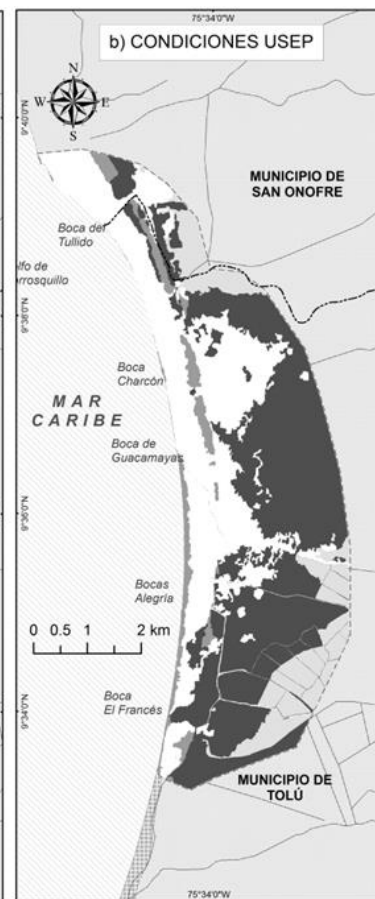 75°34'0"W
b) CONDICIONES USEP
N
W E
S
9°40'0"N
MUNICIPIO DE
SAN ONOFRE
Boca del
Tullido
lfo de
rrosquillo
9°38'0"N
Boca
Charcón
MAR
CARIBE
Boca de
Guacamayas
9°36'0"N
Bocas
Alegría
0 0.5 1 2 km
Boca
El Francés
9°34'0"N
MUNICIPIO DE
TOLÚ
75°34'0"W